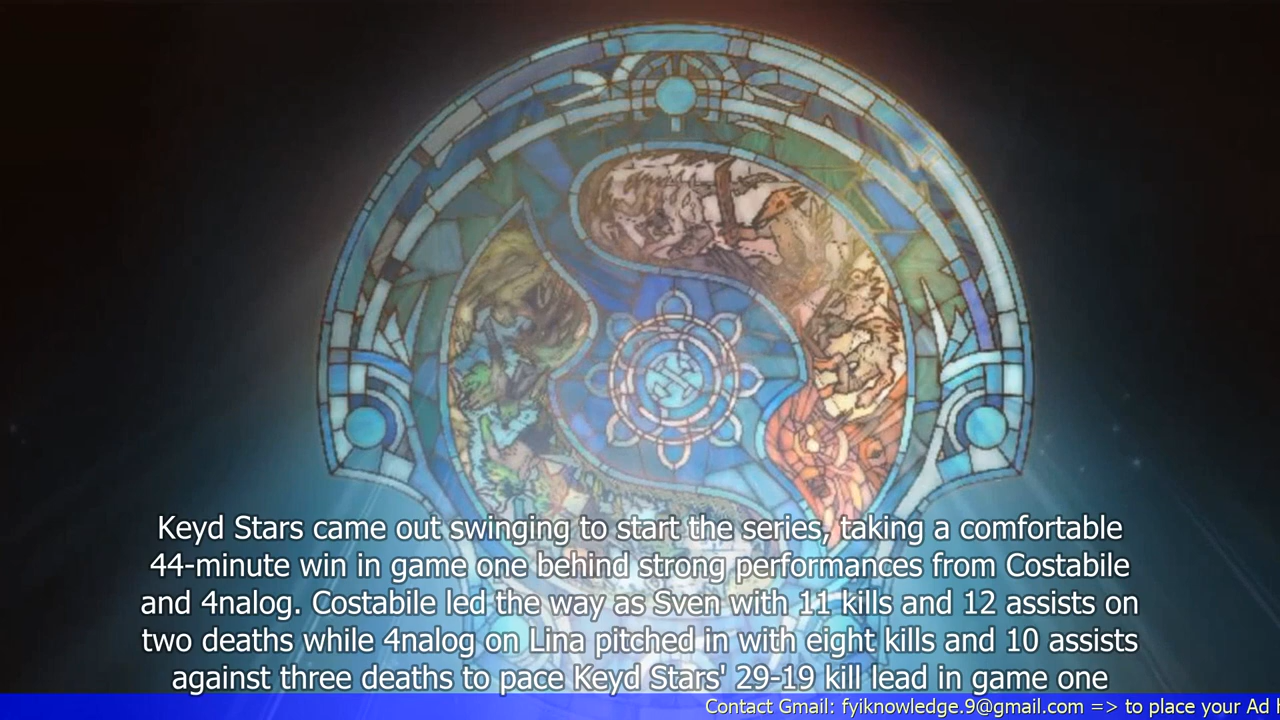 Keyd Stars came out swinging to start the series, taking a comfortable
44-minute win in game one behind strong performances from Costabile
and 4nalog. Costabile led the way as Sven with 11 kills and 12 assists on
two deaths while 4nalog on Lina pitched in with eight kills and 10 assists
against three deaths to pace Keyd Stars' 29-19 kill lead in game one
Contact Gmail: fyiknowledge.9@gmail.com => to place your Ad